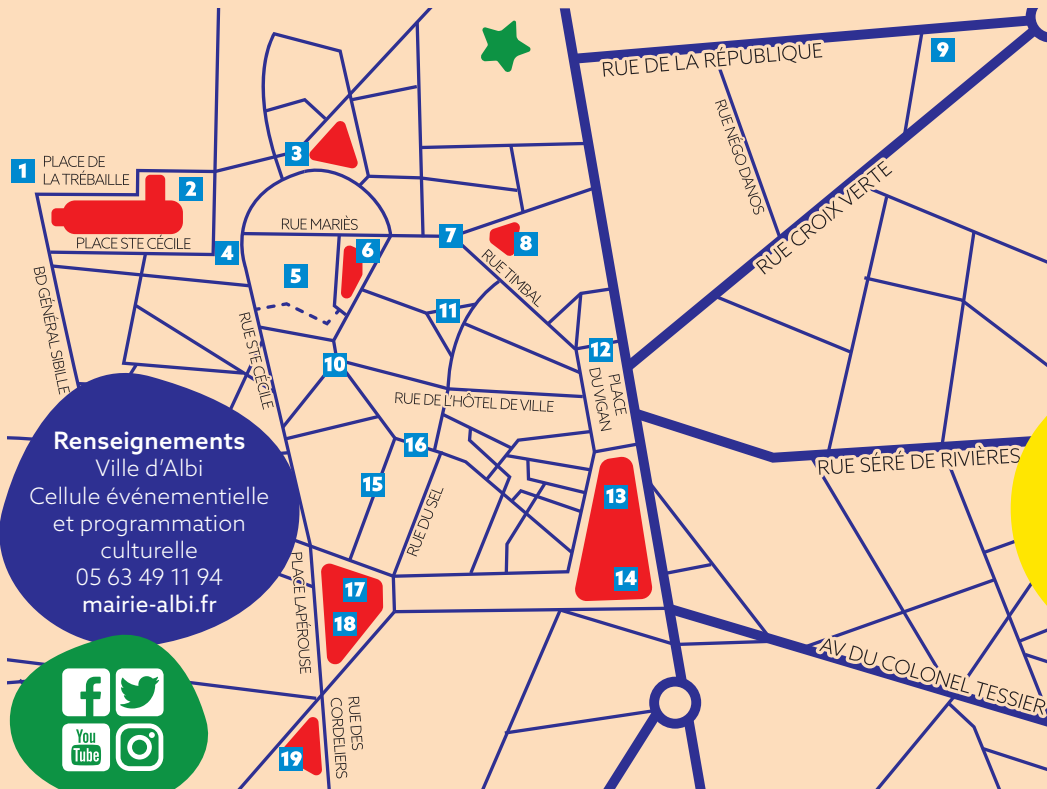 RUE DE LA RÉPUBLIQUE
9
RUE NÉGO DANOS
RUE CROIX VERTE
1
PLACE DE
LA TRÉBAILLE
2
3
PLACE STE CÉCILE
4
RUE MARIÈS
5
6
7
8
RUE TIMBAL
BD GÉNÉRAL SIBILLE
RUE STE CÉCILE
11
10
12
PLACE
DU VIGAN
RUE DE L'HÔTEL DE VILLE
16
15
RUE DU SEL
13
14
RUE SÉRÉ DE RIVIÈRES
Renseignements
Ville d'Albi
Cellule événementielle
et programmation
culturelle
05 63 49 11 94
mairie-albi.fr
PLACE LAPÉROUSE
17
18
AV DU COLONEL TESSIER
RUE DES
CORDELIERS
19
You
Tube